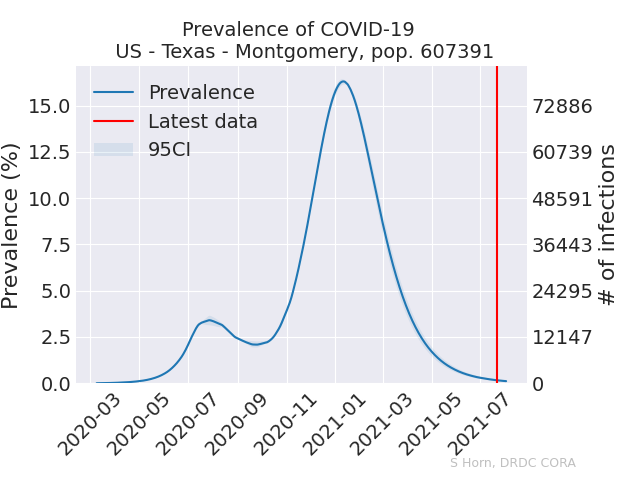 Prevalence of COVID-19
US - Texas - Montgomery, pop. 607391
Prevalence
Latest data
95CI
Prevalence (%)
15.0
12.5
10.0
7.5
5.0
2.5
0.0
72886
60739
48591
36443
24295
12147
0
# of infections
2020-03
2020-05
2020-07
2020-09
2020-11
2021-01
2021-03
2021-05
2021-07
S Horn, DRDC CORA